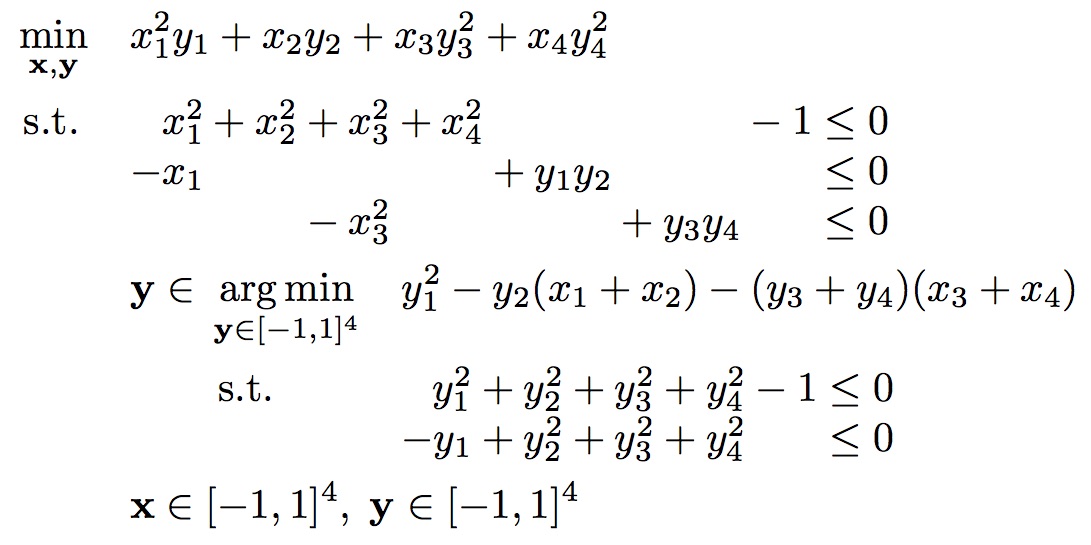 min x₁²y₁ + x₂y₂ + x₃y₃² + x₄y₄²
x,y
s.t. x₁² + x₂² + x₃² + x₄² − 1 ≤ 0
−x₁ + y₁y₂ ≤ 0
− x₃² + y₃y₄ ≤ 0
y ∈ arg min y₁² − y₂(x₁ + x₂) − (y₃ + y₄)(x₃ + x₄)
y∈[−1,1]⁴
s.t. y₁² + y₂² + y₃² + y₄² − 1 ≤ 0
−y₁ + y₂² + y₃² + y₄² ≤ 0
x ∈ [−1, 1]⁴, y ∈ [−1, 1]⁴